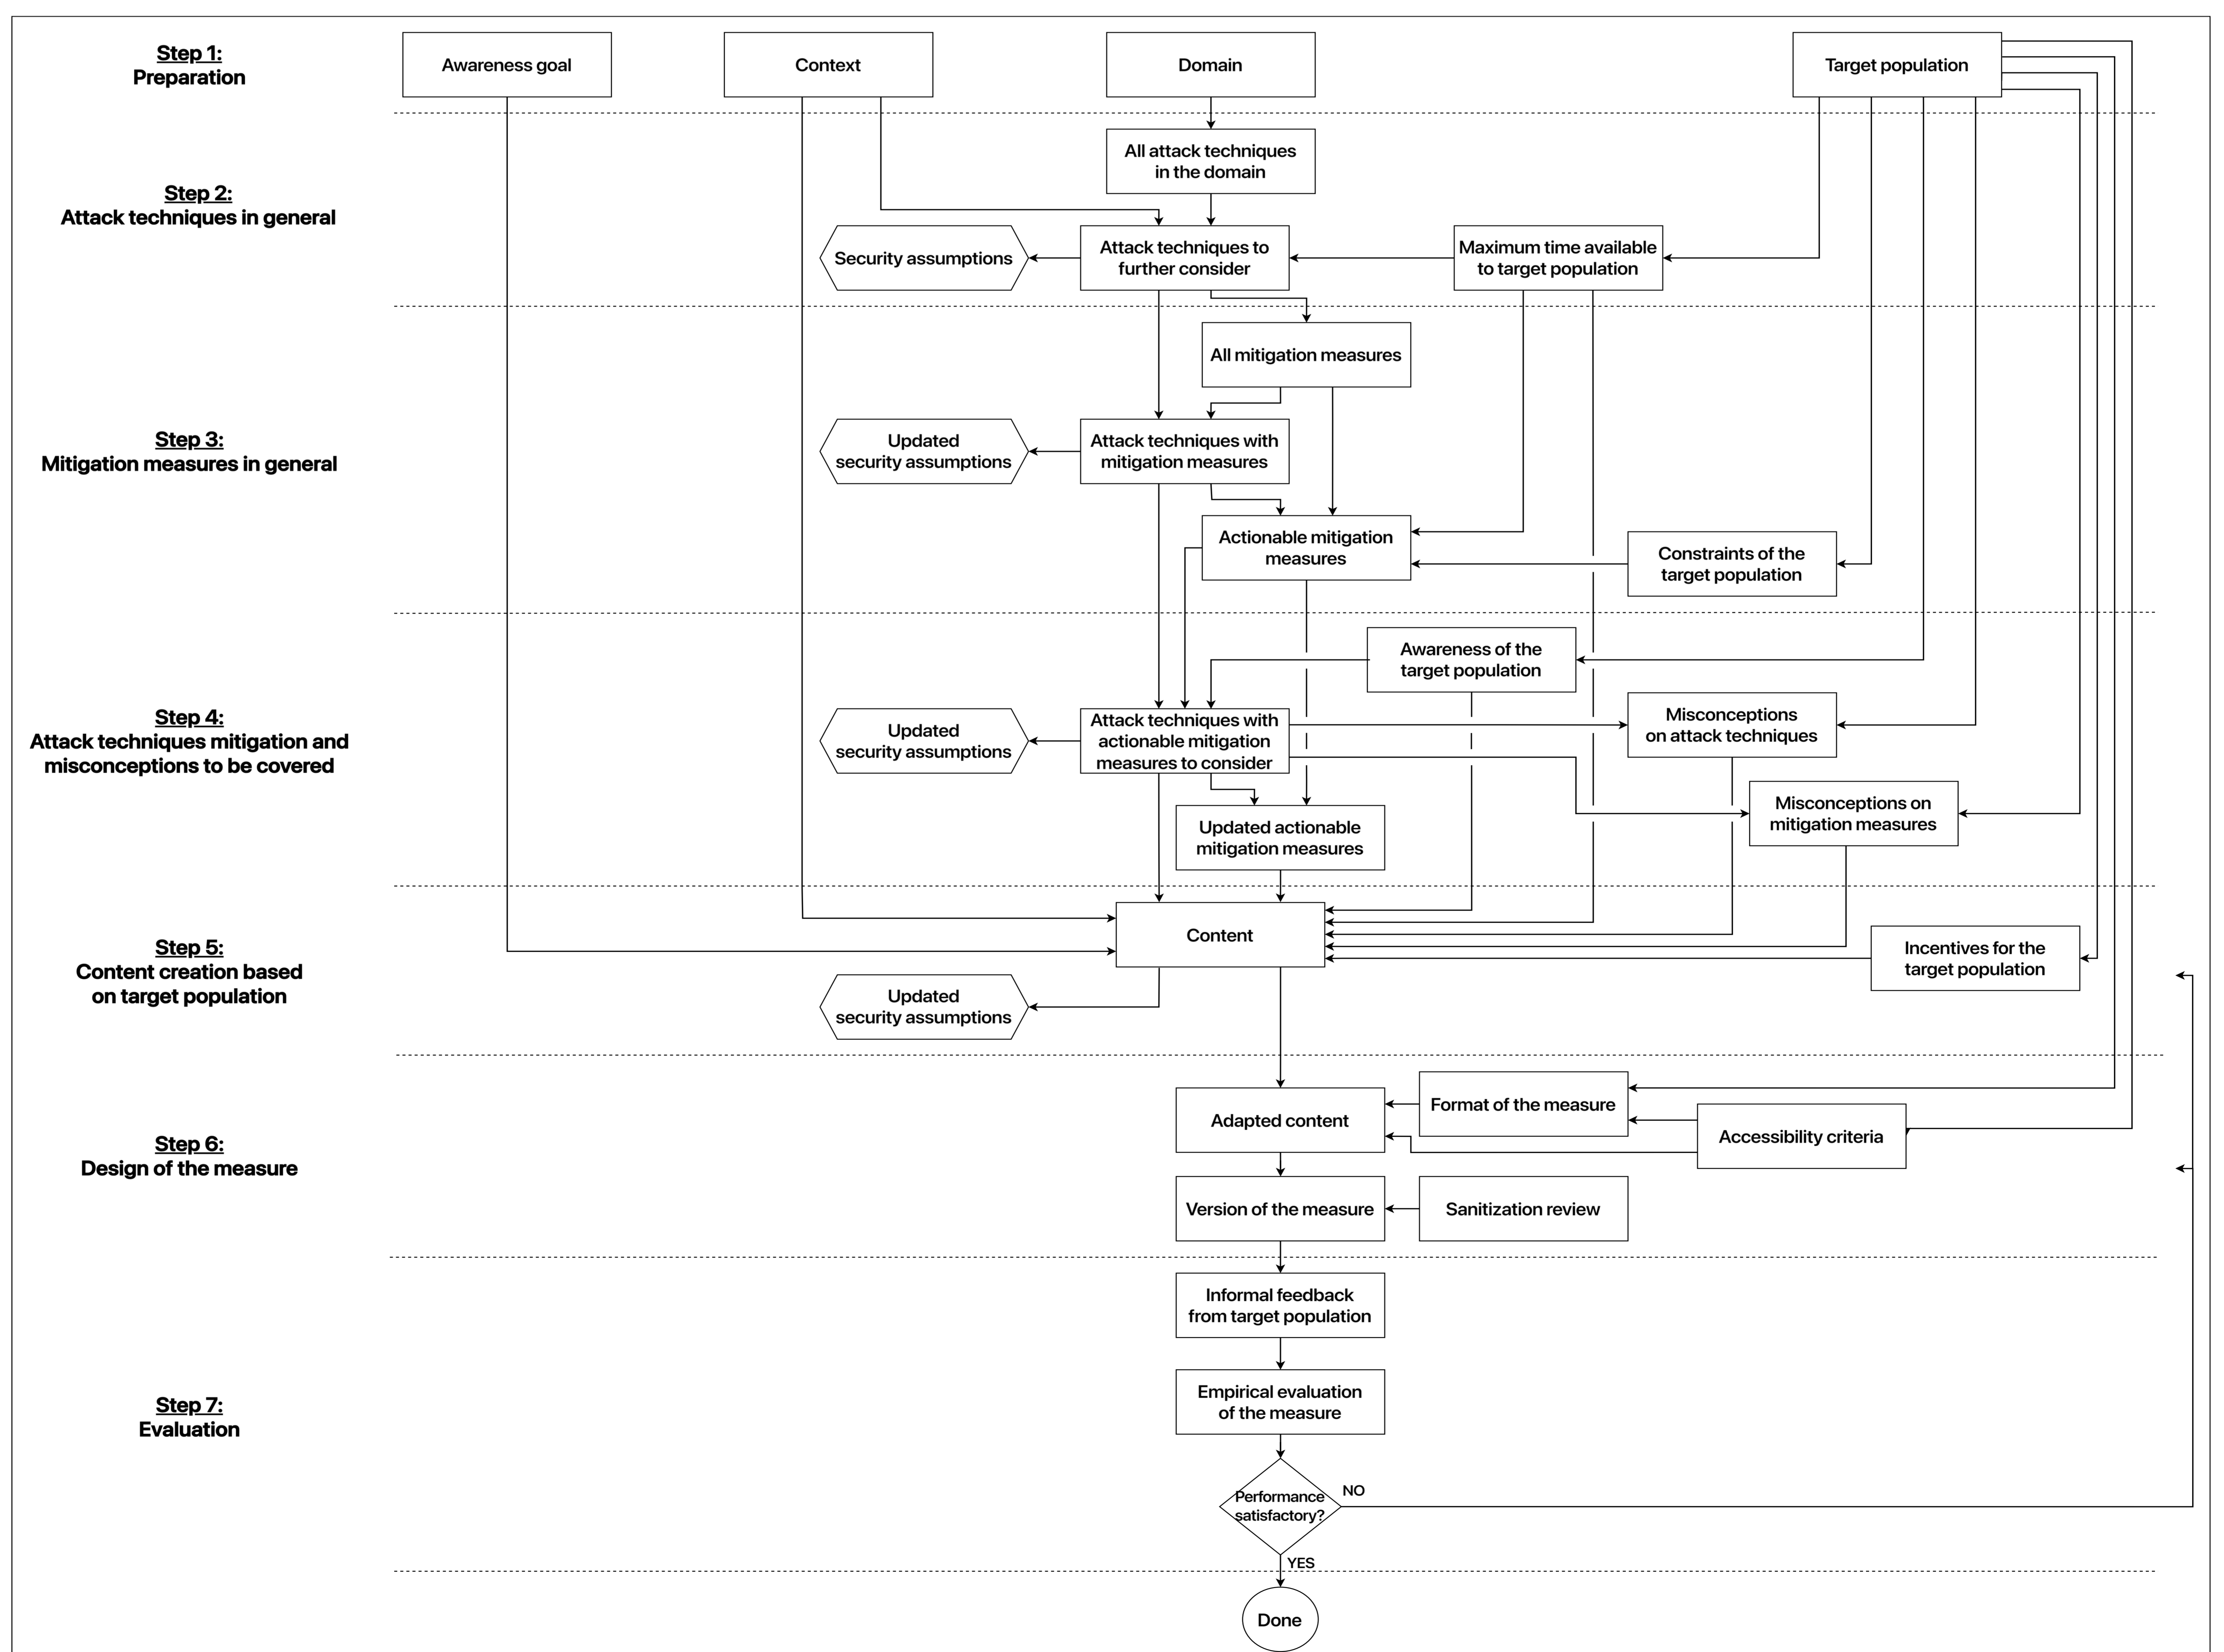 Step 1:
Preparation
Awareness goal
Context
Domain
Target population
Step 2:
Attack techniques in general
All attack techniques
in the domain
Security assumptions
Attack techniques to
further consider
Maximum time available
to target population
Step 3:
Mitigation measures in general
All mitigation measures
Updated
security assumptions
Attack techniques with
mitigation measures
Actionable mitigation
measures
Constraints of the
target population
Step 4:
Attack techniques mitigation and
misconceptions to be covered
Awareness of the
target population
Updated
security assumptions
Attack techniques with
actionable mitigation
measures to consider
Misconceptions
on attack techniques
Misconceptions on
mitigation measures
Updated actionable
mitigation measures
Step 5:
Content creation based
on target population
Content
Incentives for the
target population
Updated
security assumptions
Step 6:
Design of the measure
Adapted content
Format of the measure
Accessibility criteria
Version of the measure
Sanitization review
Step 7:
Evaluation
Informal feedback
from target population
Empirical evaluation
of the measure
Performance
satisfactory?
NO
YES
Done